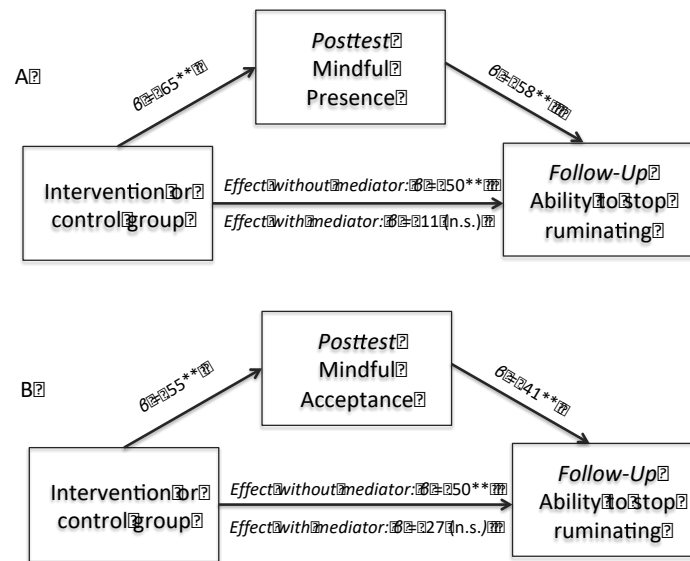 A
Posttest
Mindful
Presence
β = 65**
β = 58**
Intervention or
control group
Effect without mediator: β = 50**
Effect with mediator: β = 11 (n.s.)
Follow-Up
Ability to stop
ruminating
B
Posttest
Mindful
Acceptance
β = 55**
β = 41**
Intervention or
control group
Effect without mediator: β = 50**
Effect with mediator: β = 27 (n.s.)
Follow-Up
Ability to stop
ruminating